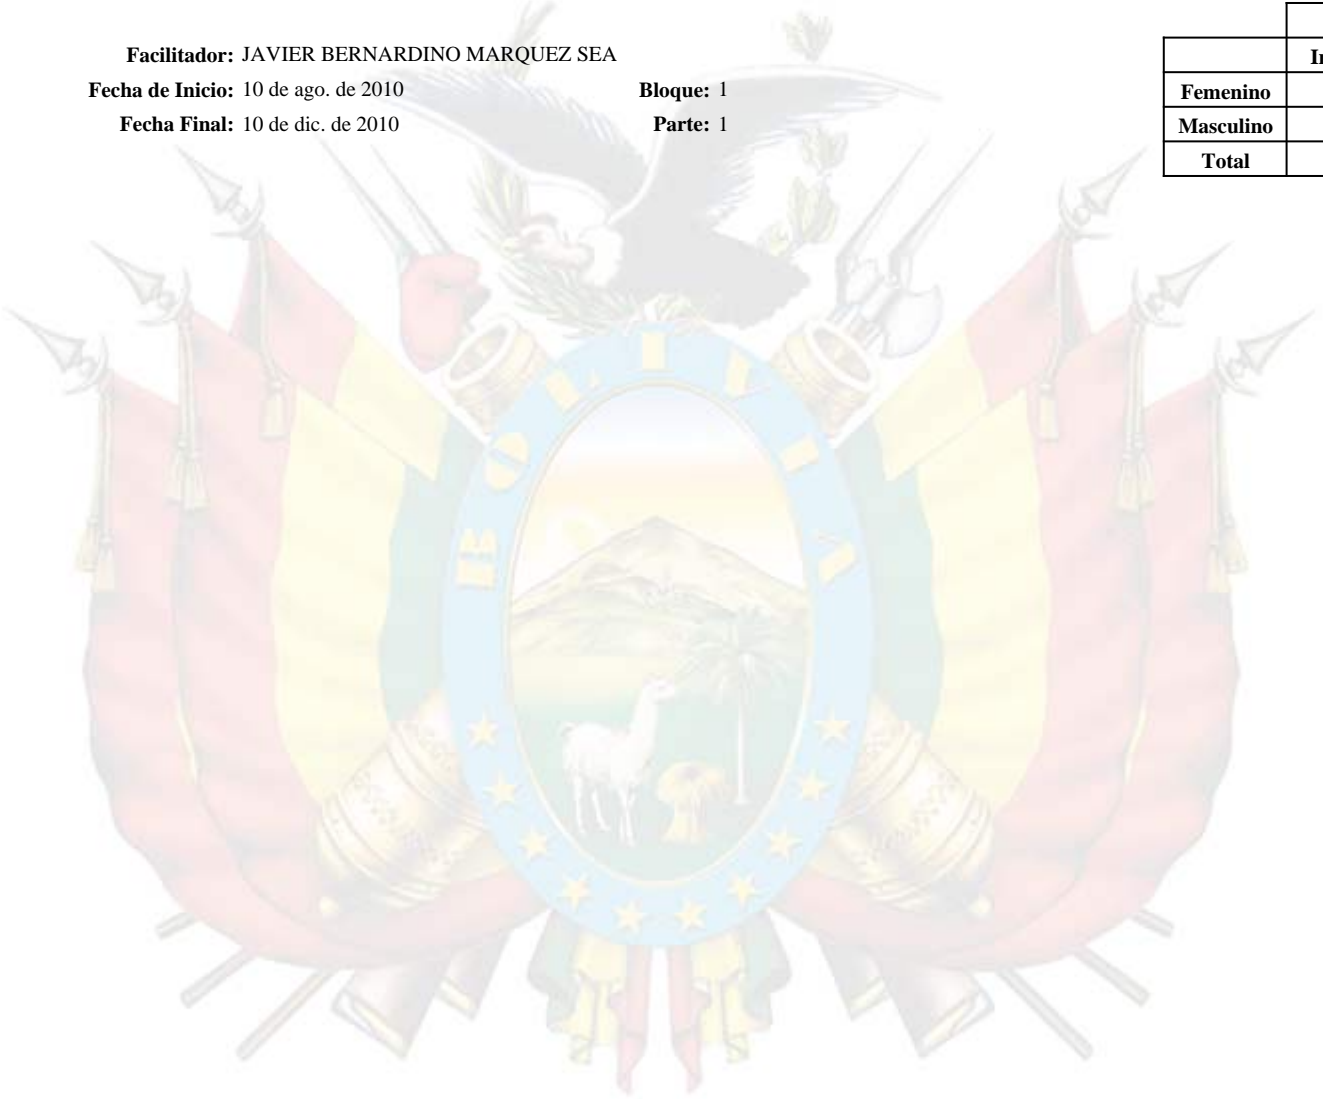 Facilitador: JAVIER BERNARDINO MARQUEZ SEA
Fecha de Inicio: 10 de ago. de 2010 Bloque: 1
Fecha Final: 10 de dic. de 2010 Parte: 1
Femenino
Masculino
Total
BOLIVIA